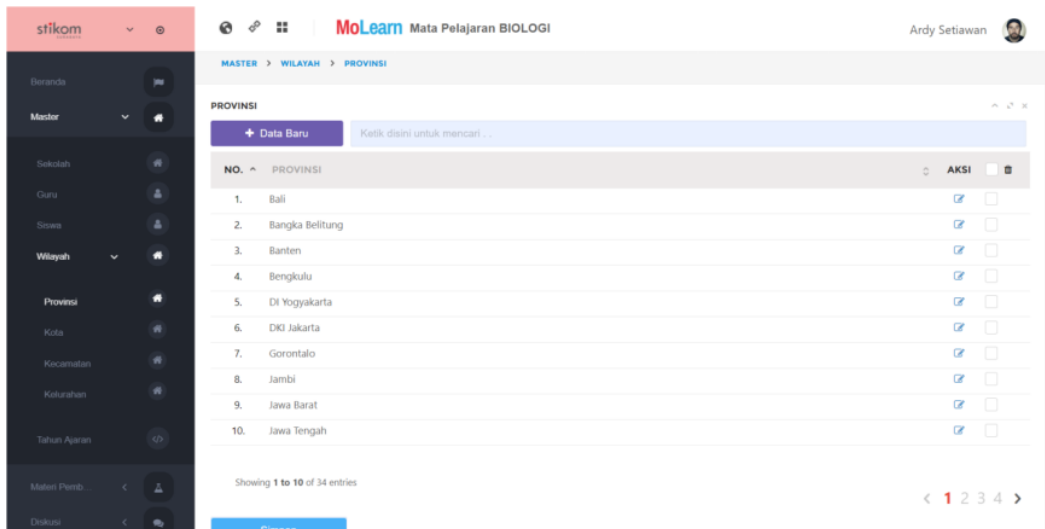 stikom
MoLearn Mata Pelajaran BIOLOGI
Ardy Setiawan
Beranda
Master
Sekolah
Guru
Siswa
Wilayah
Provinsi
Kota
Kecamatan
Kelurahan
Tahun Ajaran
Materi Pemb...
Diskusi
MASTER > WILAYAH > PROVINSI
PROVINSI
+ Data Baru
Ketik disini untuk mencari . . .
NO. PROVINSI AKSI
1. Bali
2. Bangka Belitung
3. Banten
4. Bengkulu
5. DI Yogyakarta
6. DKI Jakarta
7. Gorontalo
8. Jambi
9. Jawa Barat
10. Jawa Tengah
Showing 1 to 10 of 34 entries
< 1 2 3 4 >